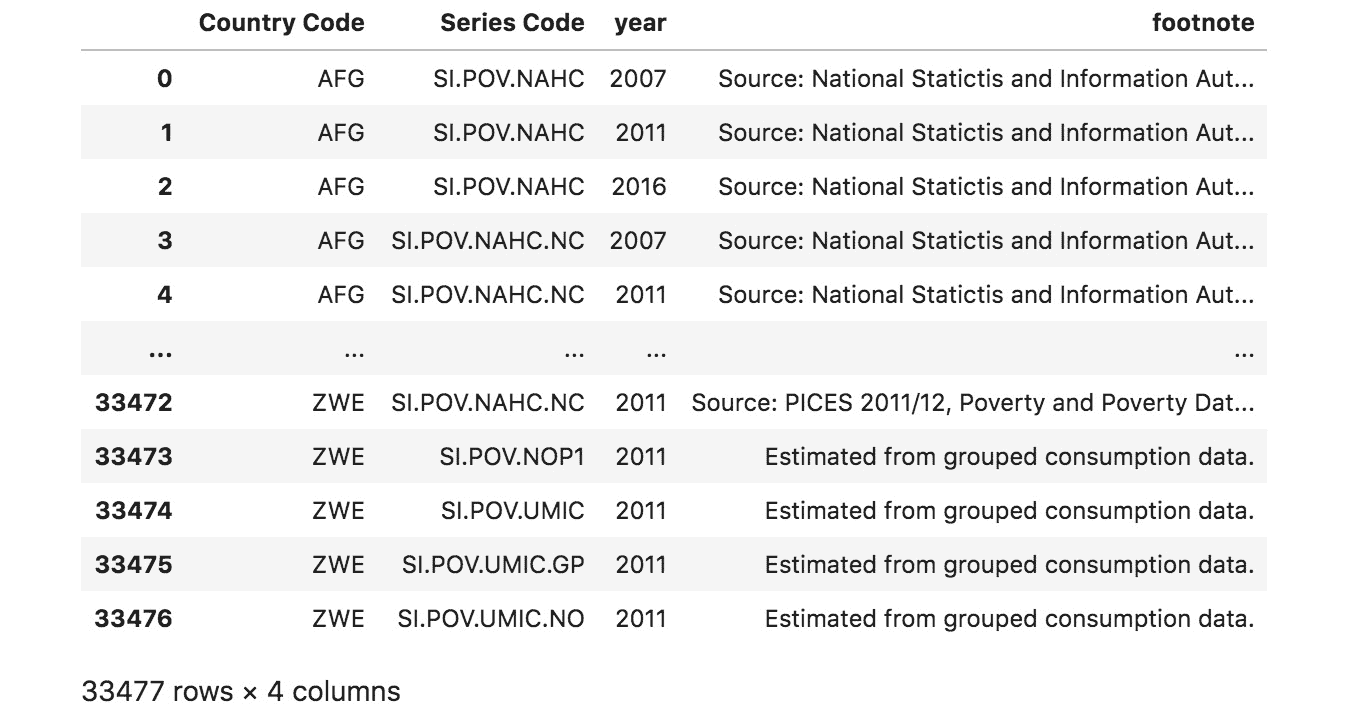 Country Code Series Code year footnote
0 AFG SI.POV.NAHC 2007 Source: National Statictis and Information Aut...
1 AFG SI.POV.NAHC 2011 Source: National Statictis and Information Aut...
2 AFG SI.POV.NAHC 2016 Source: National Statictis and Information Aut...
3 AFG SI.POV.NAHC.NC 2007 Source: National Statictis and Information Aut...
4 AFG SI.POV.NAHC.NC 2011 Source: National Statictis and Information Aut...
... ... ... ... ...
33472 ZWE SI.POV.NAHC.NC 2011 Source: PICES 2011/12, Poverty and Poverty Dat...
33473 ZWE SI.POV.NOP1 2011 Estimated from grouped consumption data.
33474 ZWE SI.POV.UMIC 2011 Estimated from grouped consumption data.
33475 ZWE SI.POV.UMIC.GP 2011 Estimated from grouped consumption data.
33476 ZWE SI.POV.UMIC.NO 2011 Estimated from grouped consumption data.
33477 rows × 4 columns